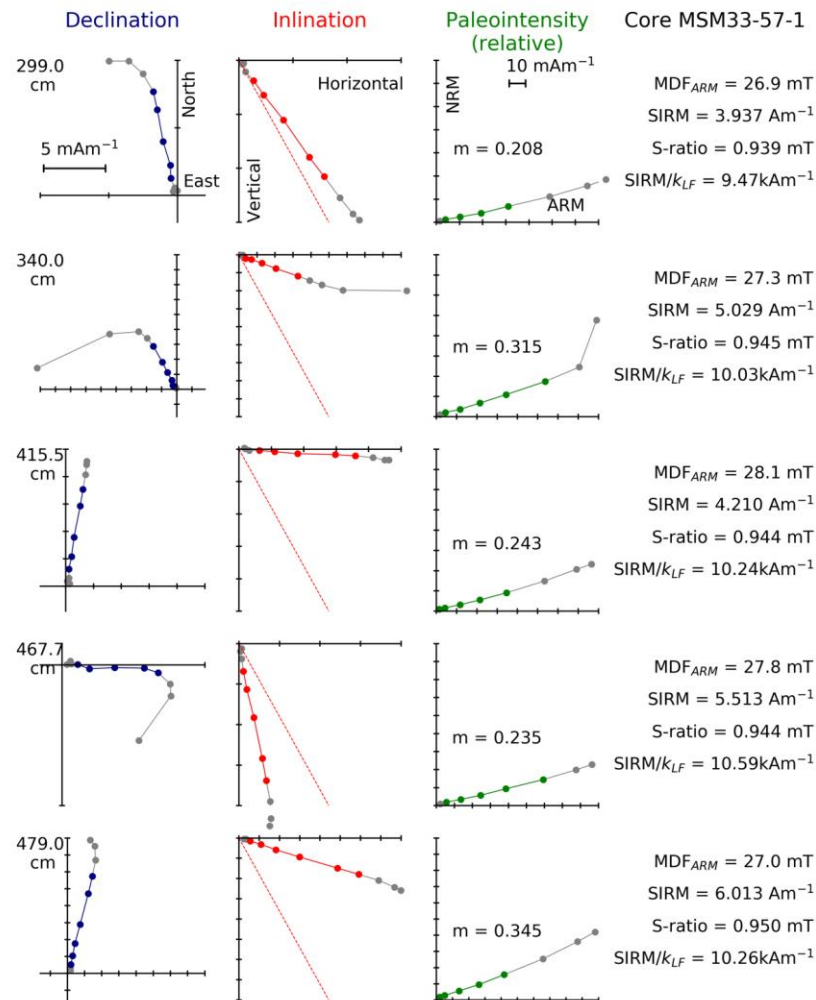 Declination
Inlination
Paleointensity
(relative)
Core MSM33-57-1
299.0
cm
North
5 mAm⁻¹
East
Horizontal
Vertical
10 mAm⁻¹
NRM
m = 0.208
ARM
MDF_ARM = 26.9 mT
SIRM = 3.937 Am⁻¹
S-ratio = 0.939 mT
SIRM/k_LF = 9.47kAm⁻¹
340.0
cm
m = 0.315
MDF_ARM = 27.3 mT
SIRM = 5.029 Am⁻¹
S-ratio = 0.945 mT
SIRM/k_LF = 10.03kAm⁻¹
415.5
cm
m = 0.243
MDF_ARM = 28.1 mT
SIRM = 4.210 Am⁻¹
S-ratio = 0.944 mT
SIRM/k_LF = 10.24kAm⁻¹
467.7
cm
m = 0.235
MDF_ARM = 27.8 mT
SIRM = 5.513 Am⁻¹
S-ratio = 0.944 mT
SIRM/k_LF = 10.59kAm⁻¹
479.0
cm
m = 0.345
MDF_ARM = 27.0 mT
SIRM = 6.013 Am⁻¹
S-ratio = 0.950 mT
SIRM/k_LF = 10.26kAm⁻¹